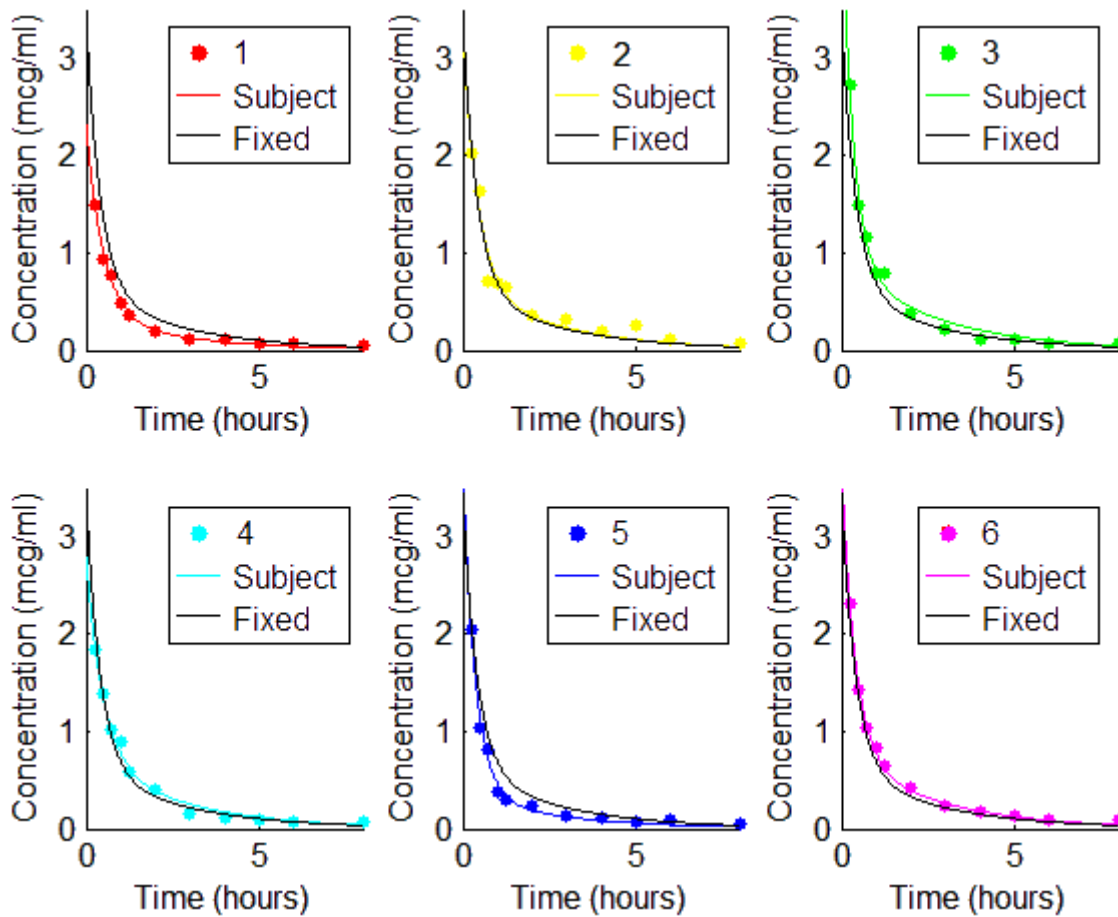 Concentration (mcg/ml)
3
2
1
0
1
Subject
Fixed
0
5
Time (hours)
Concentration (mcg/ml)
3
2
1
0
2
Subject
Fixed
0
5
Time (hours)
Concentration (mcg/ml)
3
2
1
0
3
Subject
Fixed
0
5
Time (hours)
Concentration (mcg/ml)
3
2
1
0
4
Subject
Fixed
0
5
Time (hours)
Concentration (mcg/ml)
3
2
1
0
5
Subject
Fixed
0
5
Time (hours)
Concentration (mcg/ml)
3
2
1
0
6
Subject
Fixed
0
5
Time (hours)